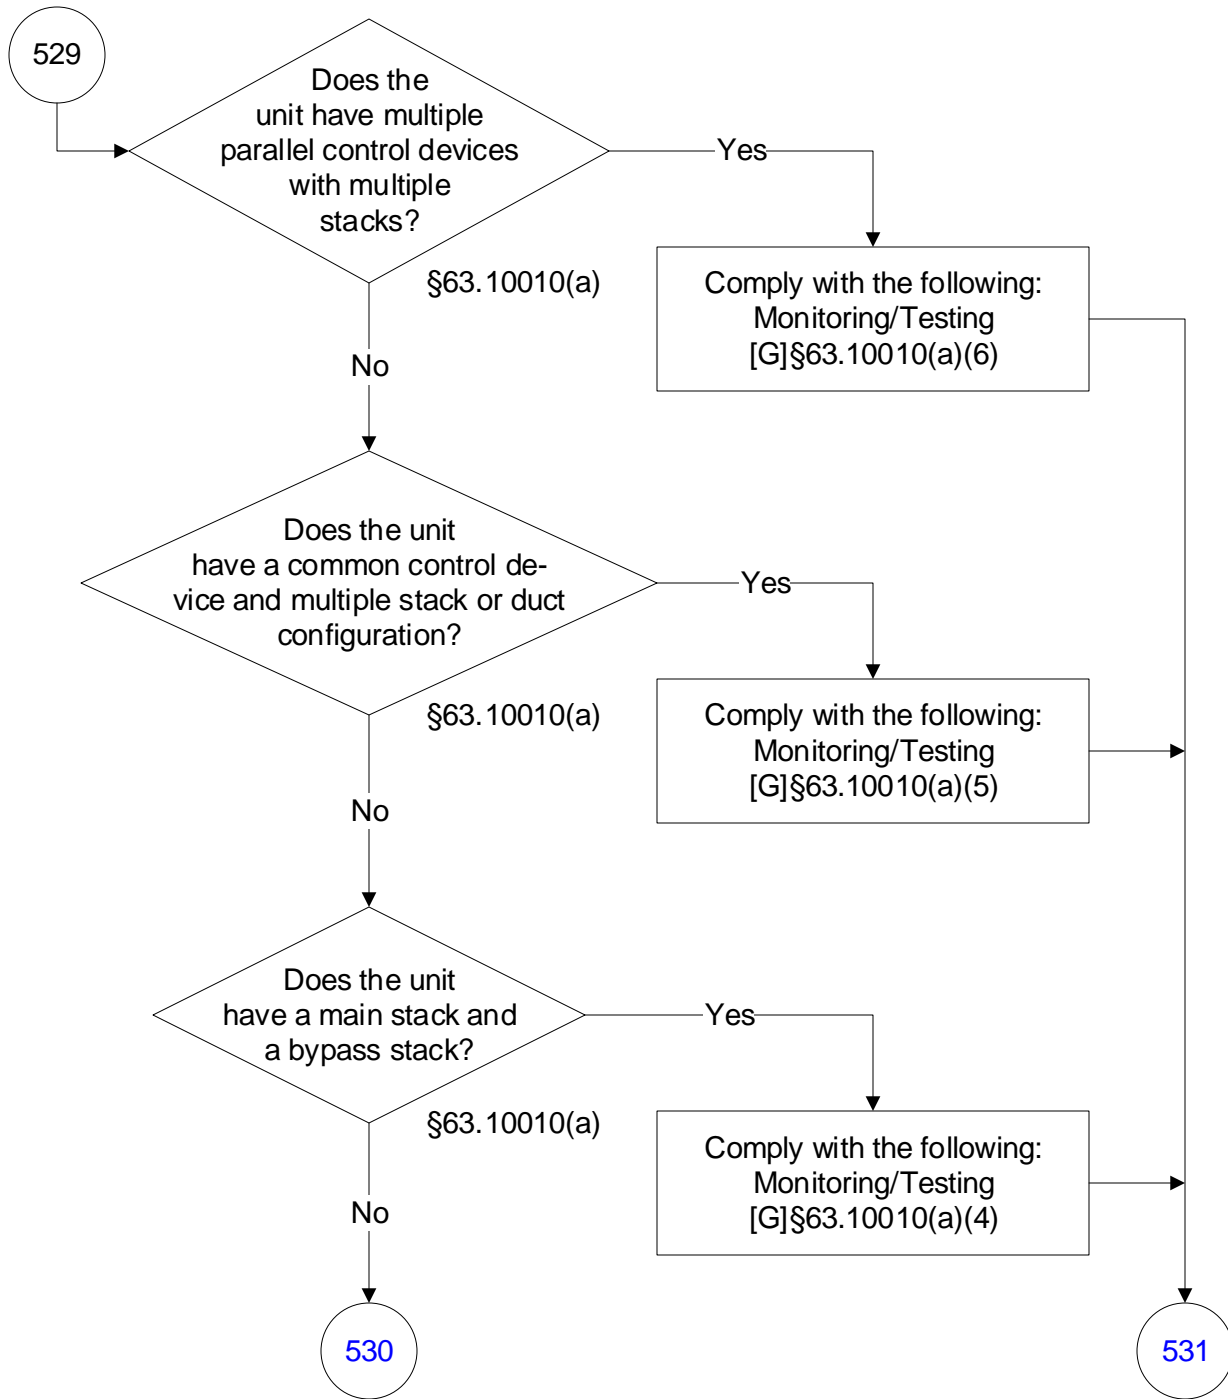 529
Does the
unit have multiple
parallel control devices
with multiple
stacks?
Yes
§63.10010(a)
Comply with the following:
Monitoring/Testing
[G]§63.10010(a)(6)
No
Does the unit
have a common control de-
vice and multiple stack or duct
configuration?
Yes
§63.10010(a)
Comply with the following:
Monitoring/Testing
[G]§63.10010(a)(5)
No
Does the unit
have a main stack and
a bypass stack?
Yes
§63.10010(a)
Comply with the following:
Monitoring/Testing
[G]§63.10010(a)(4)
No
530
531